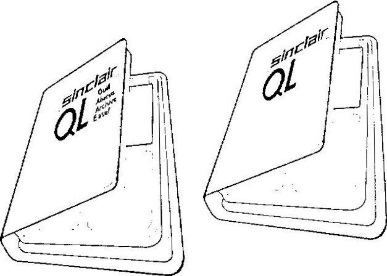 sinclair
QL
Quill
Abacus
Archive
Easel
sinclair
QL